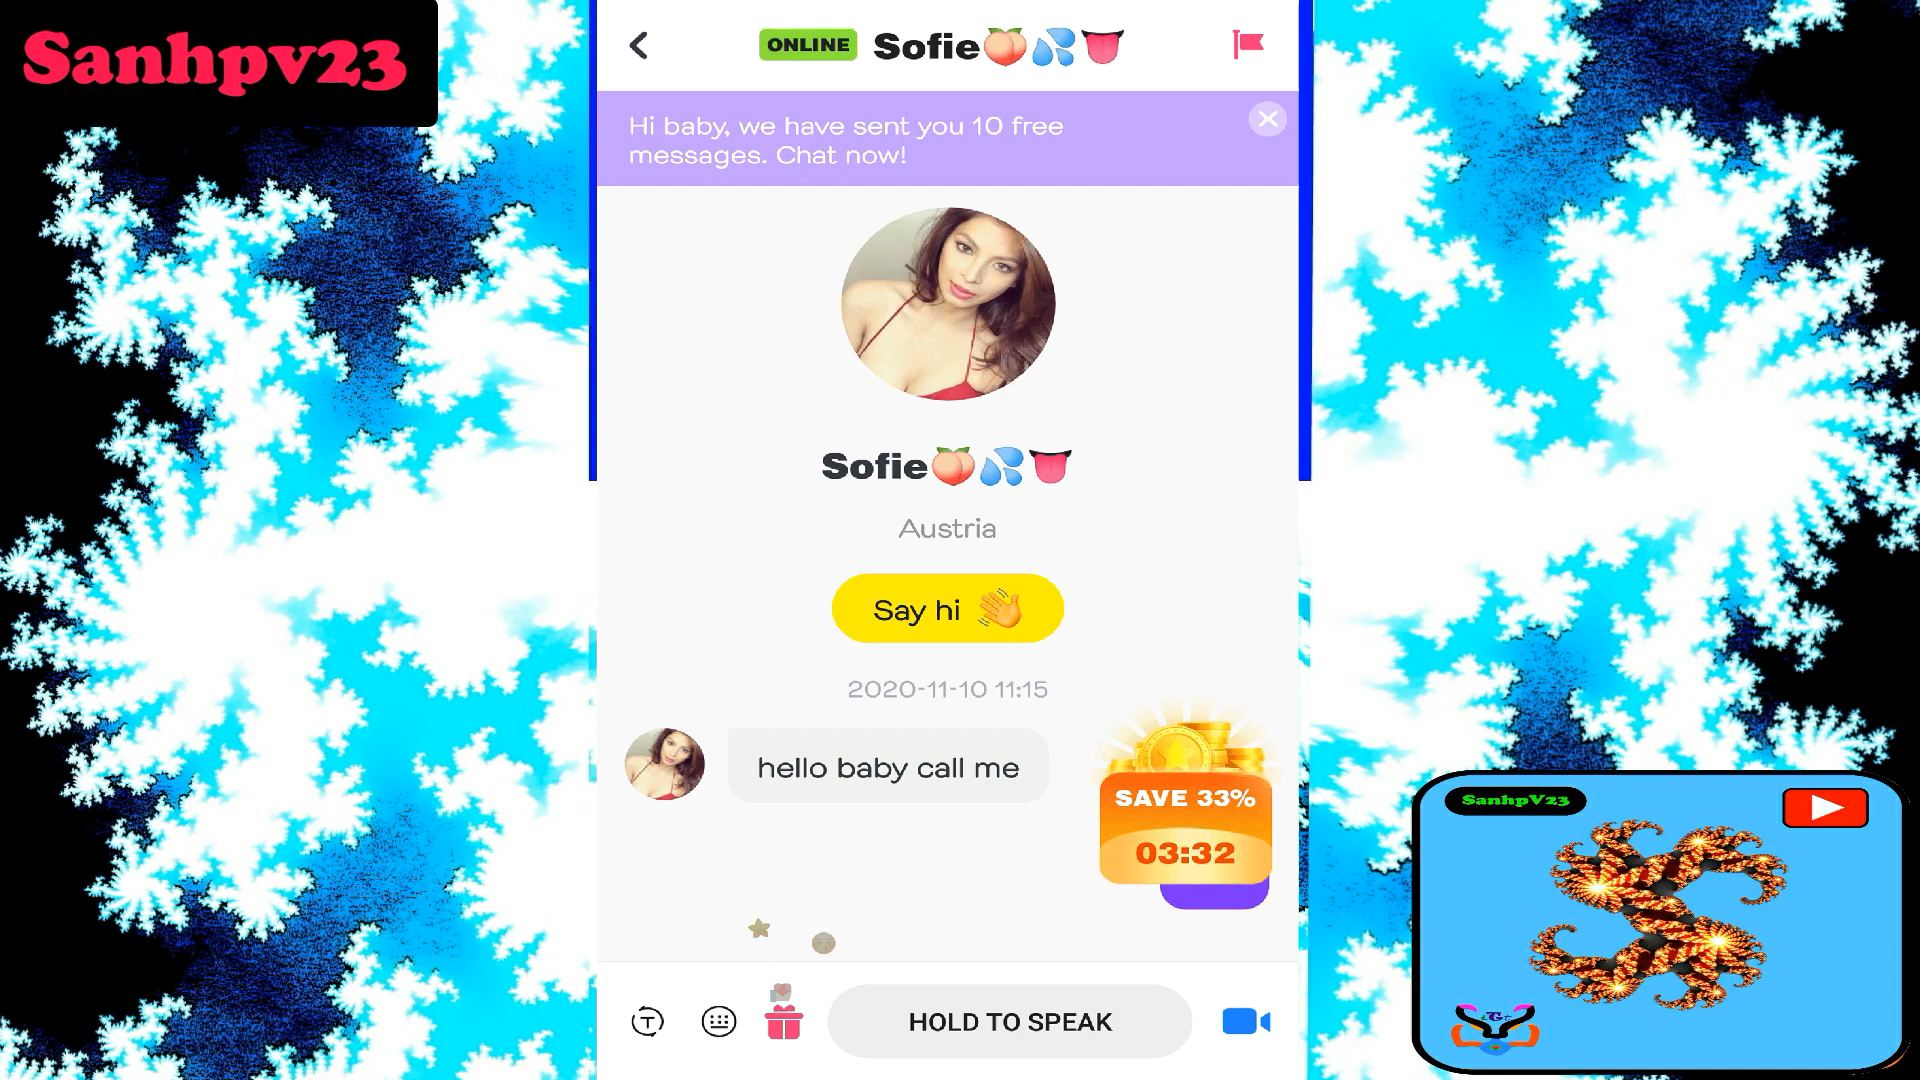 Sanhpv23
ONLINE Sofie🍑💦👅
Hi baby, we have sent you 10 free
messages. Chat now!
Sofie🍑💦👅
Austria
Say hi 👋
2020-11-10 11:15
hello baby call me
SAVE 33%
03:32
SanhpV23
T
HOLD TO SPEAK